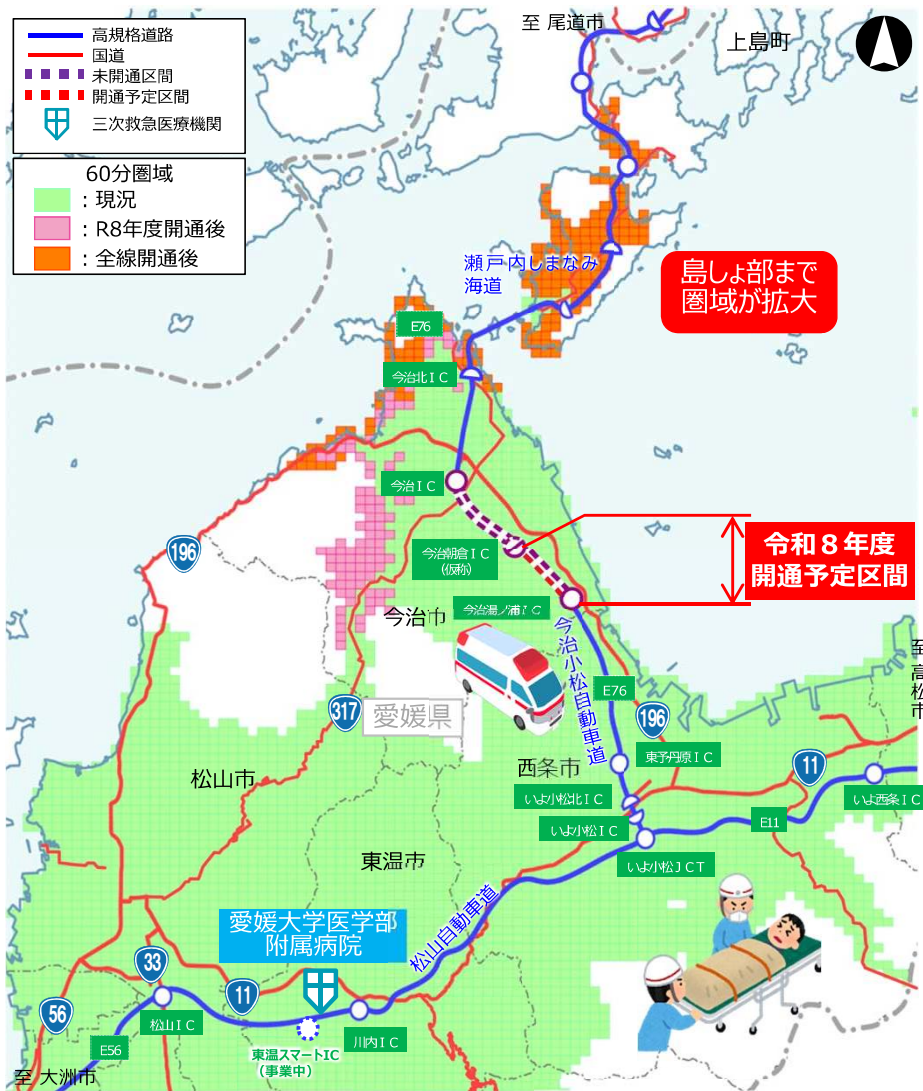 高規格道路
国道
未開通区間
開通予定区間
三次救急医療機関
60分圏域
：現況
：R8年度開通後
：全線開通後
至 尾道市
上島町
瀬戸内しまなみ
海道
島しょ部まで
圏域が拡大
E76
今治北ＩＣ
今治ＩＣ
196
今治朝倉ＩＣ
(仮称)
令和８年度
開通予定区間
今治湯ノ浦ＩＣ
今治市
今治小松自動車道
E76
至 高松市
317
愛媛県
196
東予丹原ＩＣ
松山市
西条市
11
いよ小松北ＩＣ
いよ西条ＩＣ
いよ小松ＩＣ
E11
いよ小松ＪＣＴ
東温市
愛媛大学医学部
附属病院
松山自動車道
33
11
56
松山ＩＣ
川内ＩＣ
E56
東温スマートIC
（事業中）
至 大洲市